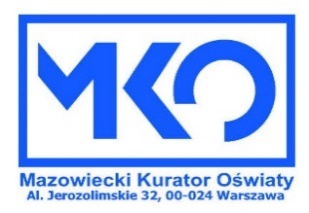 MKO
Mazowiecki Kurator Oświaty
Al. Jerozolimskie 32, 00-024 Warszawa